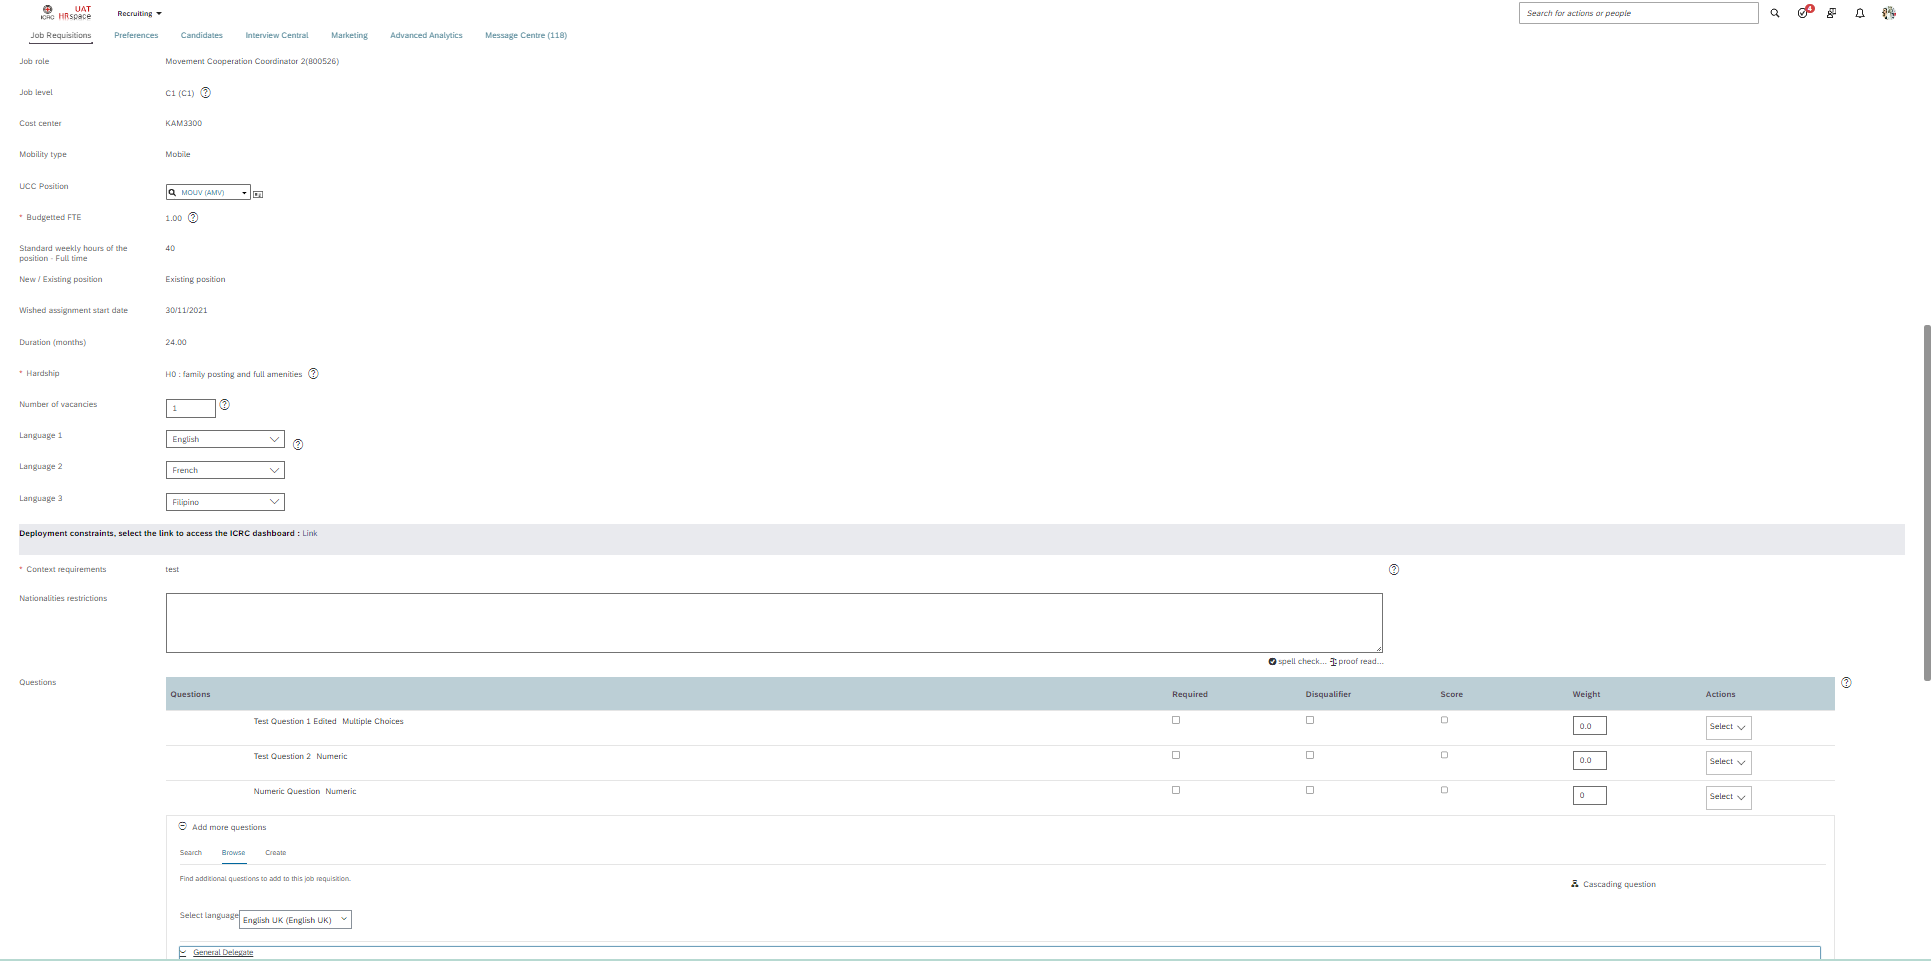 UAT
ICRC HRspace
Recruiting
Search for actions or people
4
Job Requisitions Preferences Candidates Interview Central Marketing Advanced Analytics Message Centre (118)
Job role Movement Cooperation Coordinator 2(800526)
Job level C1 (C1) ?
Cost center KAM3300
Mobility type Mobile
UCC Position MOUV (AMV)
* Budgetted FTE 1.00 ?
Standard weekly hours of the 40
position - Full time
New / Existing position Existing position
Wished assignment start date 30/11/2021
Duration (months) 24.00
* Hardship H0 : family posting and full amenities ?
Number of vacancies 1 ?
Language 1 English ?
Language 2 French
Language 3 Filipino
Deployment constraints, select the link to access the ICRC dashboard : Link
* Context requirements test ?
Nationalities restrictions
spell check... proof read...
Questions ?
Questions Required Disqualifier Score Weight Actions
Test Question 1 Edited Multiple Choices 0.0 Select
Test Question 2 Numeric 0.0 Select
Numeric Question Numeric 0 Select
Add more questions
Search Browse Create
Find additional questions to add to this job requisition.
Cascading question
Select language English UK (English UK)
General Delegate